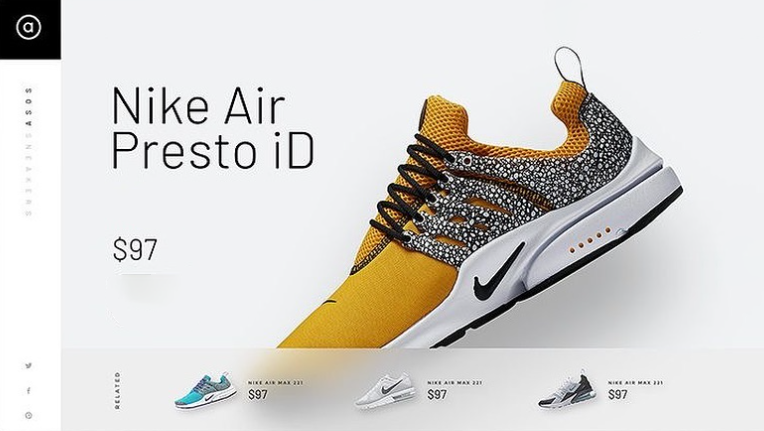 @
ASOS SNEAKERS
Nike Air
Presto iD
$97
RELATED
NIKE AIR MAX 221
$97
NIKE AIR MAX 221
$97
NIKE AIR MAX 221
$97